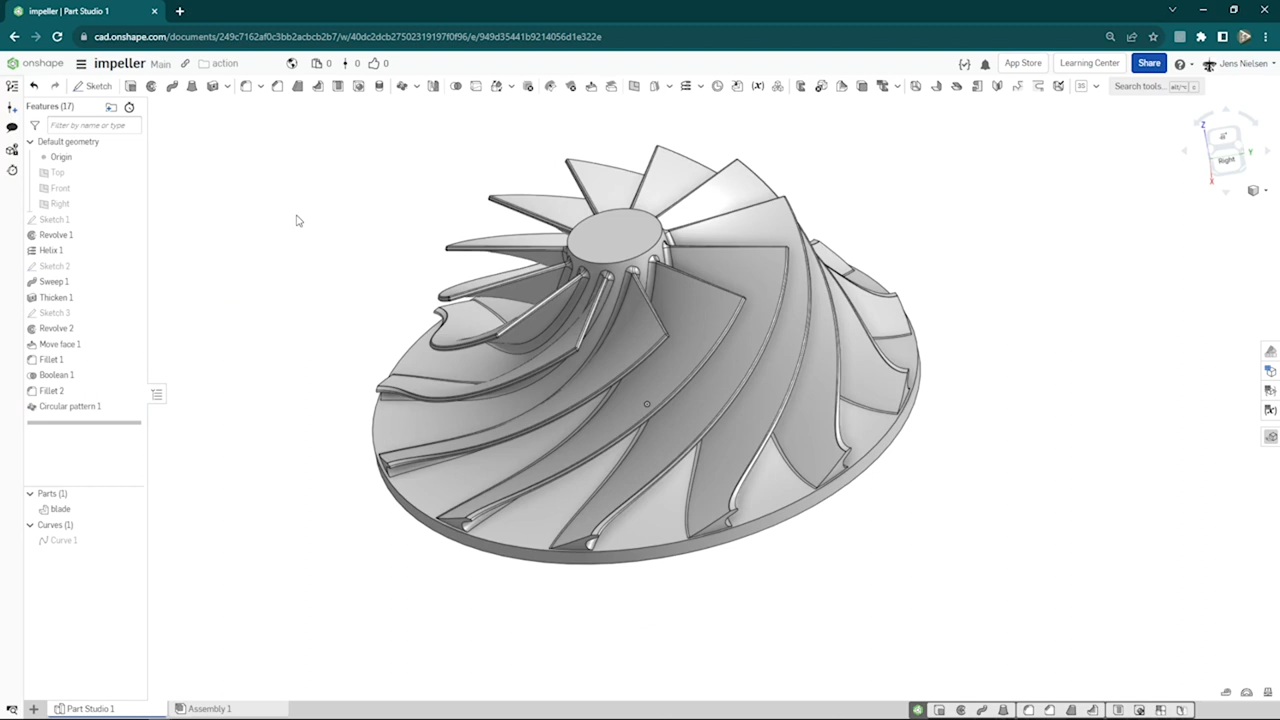 impeller | Part Studio 1
cad.onshape.com/documents/249c7162af0c3bb2acbcb2b7/w/40dc2dcb27502319197f0f96/e/949d35441b9214056d1e322e
onshape
impeller Main
action
0
0
0
App Store
Learning Center
Share
Jens Nielsen
Sketch
Search tools...
alt/⌥ c
Features (17)
Filter by name or type
Default geometry
Origin
Top
Front
Right
Sketch 1
Revolve 1
Helix 1
Sketch 2
Sweep 1
Thicken 1
Sketch 3
Revolve 2
Move face 1
Fillet 1
Boolean 1
Fillet 2
Circular pattern 1
Parts (1)
blade
Curves (1)
Curve 1
Z
Y
Right
X
Part Studio 1
Assembly 1